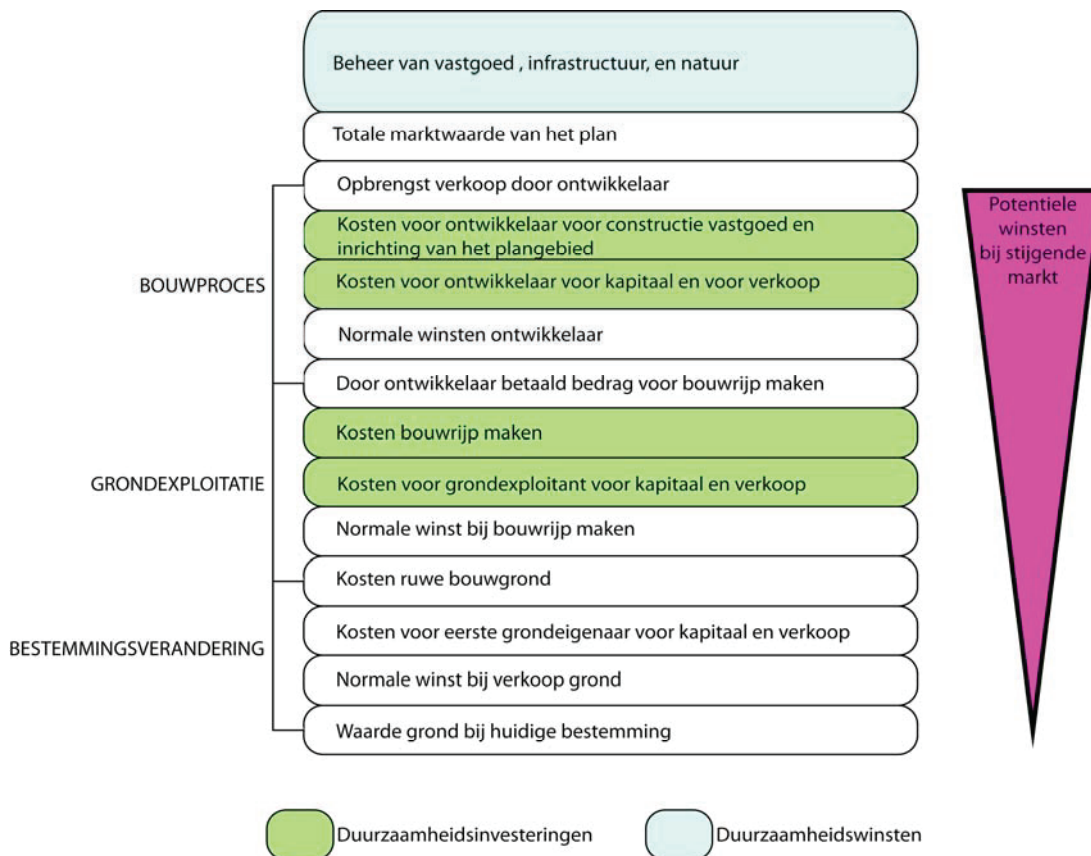 Beheer van vastgoed , infrastructuur, en natuur
Totale marktwaarde van het plan
Opbrengst verkoop door ontwikkelaar
Kosten voor ontwikkelaar voor constructie vastgoed en
inrichting van het plangebied
BOUWPROCES
Kosten voor ontwikkelaar voor kapitaal en voor verkoop
Normale winsten ontwikkelaar
Door ontwikkelaar betaald bedrag voor bouwrijp maken
Kosten bouwrijp maken
GRONDEXPLOITATIE
Kosten voor grondexploitant voor kapitaal en verkoop
Normale winst bij bouwrijp maken
Kosten ruwe bouwgrond
Kosten voor eerste grondeigenaar voor kapitaal en verkoop
BESTEMMINGSVERANDERING
Normale winst bij verkoop grond
Waarde grond bij huidige bestemming
Potentiele
winsten
bij stijgende
markt
Duurzaamheidsinvesteringen
Duurzaamheidswinsten